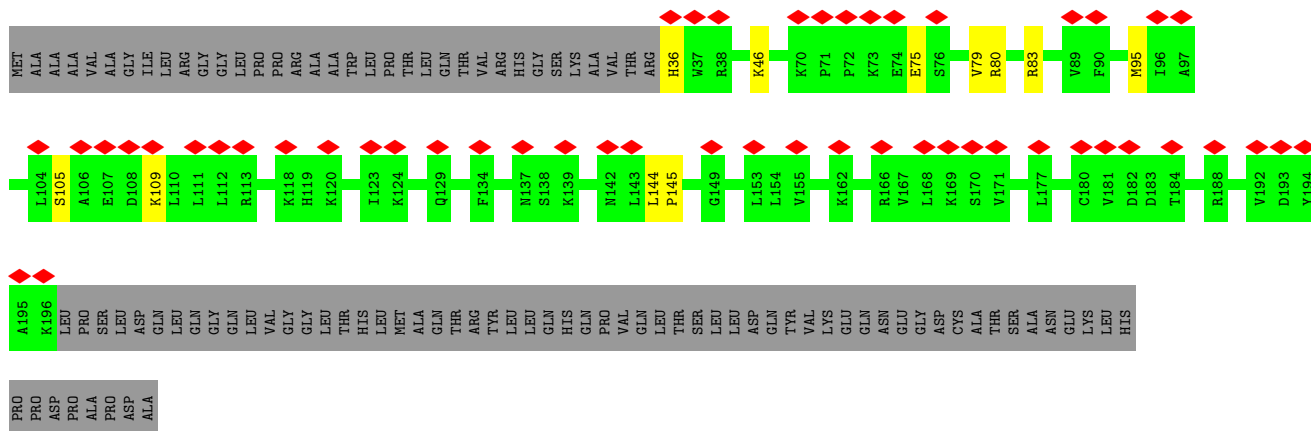 MET ALA ALA ALA VAL ALA GLY ILE LEU ARG GLY GLY LEU PRO PRO ARG ALA ALA TRP LEU PRO THR LEU GLN THR VAL ARG HIS GLY SER LYS ALA VAL THR ARG H36 W37 R38 K46 K70 P71 P72 K73 E74 E75 S76 V79 R80 R83 V89 F90 M95 I96 A97
L104 S105 A106 E107 D108 K109 L110 L111 L112 R113 K118 H119 K120 I123 K124 Q129 F134 N137 S138 K139 N142 L143 L144 P145 G149 L153 L154 V155 K162 R166 V167 L168 K169 S170 V171 L177 C180 V181 D182 D183 T184 R188 V192 D193 Y194
A195 K196 LEU PRO SER LEU ASP GLN LEU GLN GLY GLN LEU VAL GLY GLY LEU THR HIS LEU MET ALA GLN THR ARG TYR LEU LEU GLN HIS GLN PRO VAL GLN LEU THR SER LEU LEU ASP GLN TYR VAL LYS GLU GLN ASN GLU GLY ASP CYS ALA THR SER ALA ASN GLU LYS LEU HIS
PRO PRO ASP PRO ALA PRO ASP ALA